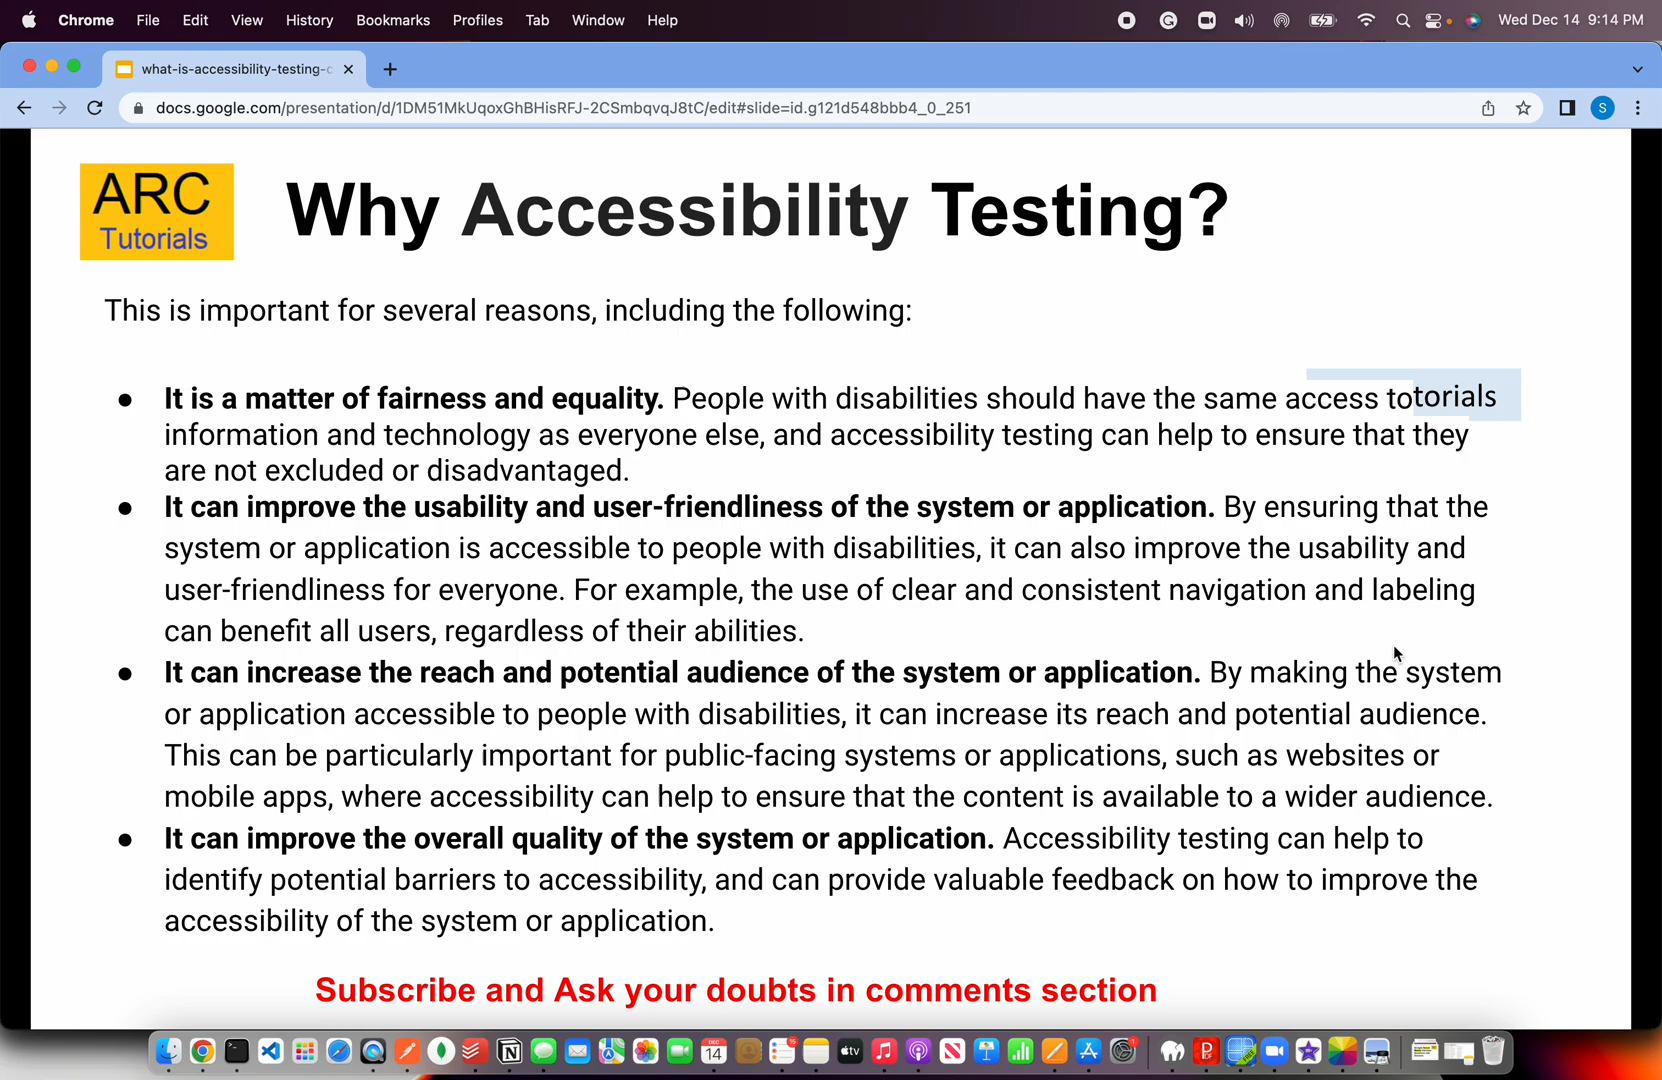 Chrome File Edit View History Bookmarks Profiles Tab Window Help Wed Dec 14 9:14 PM
what-is-accessibility-testing-
docs.google.com/presentation/d/1DM51MkUqoxGhBHisRFJ-2CSmbqvqJ8tC/edit#slide=id.g121d548bbb4_0_251 S
ARC
Tutorials
Why Accessibility Testing?
This is important for several reasons, including the following:
● It is a matter of fairness and equality. People with disabilities should have the same access to torials
information and technology as everyone else, and accessibility testing can help to ensure that they
are not excluded or disadvantaged.
● It can improve the usability and user-friendliness of the system or application. By ensuring that the
system or application is accessible to people with disabilities, it can also improve the usability and
user-friendliness for everyone. For example, the use of clear and consistent navigation and labeling
can benefit all users, regardless of their abilities.
● It can increase the reach and potential audience of the system or application. By making the system
or application accessible to people with disabilities, it can increase its reach and potential audience.
This can be particularly important for public-facing systems or applications, such as websites or
mobile apps, where accessibility can help to ensure that the content is available to a wider audience.
● It can improve the overall quality of the system or application. Accessibility testing can help to
identify potential barriers to accessibility, and can provide valuable feedback on how to improve the
accessibility of the system or application.
Subscribe and Ask your doubts in comments section
DEC
14
tv